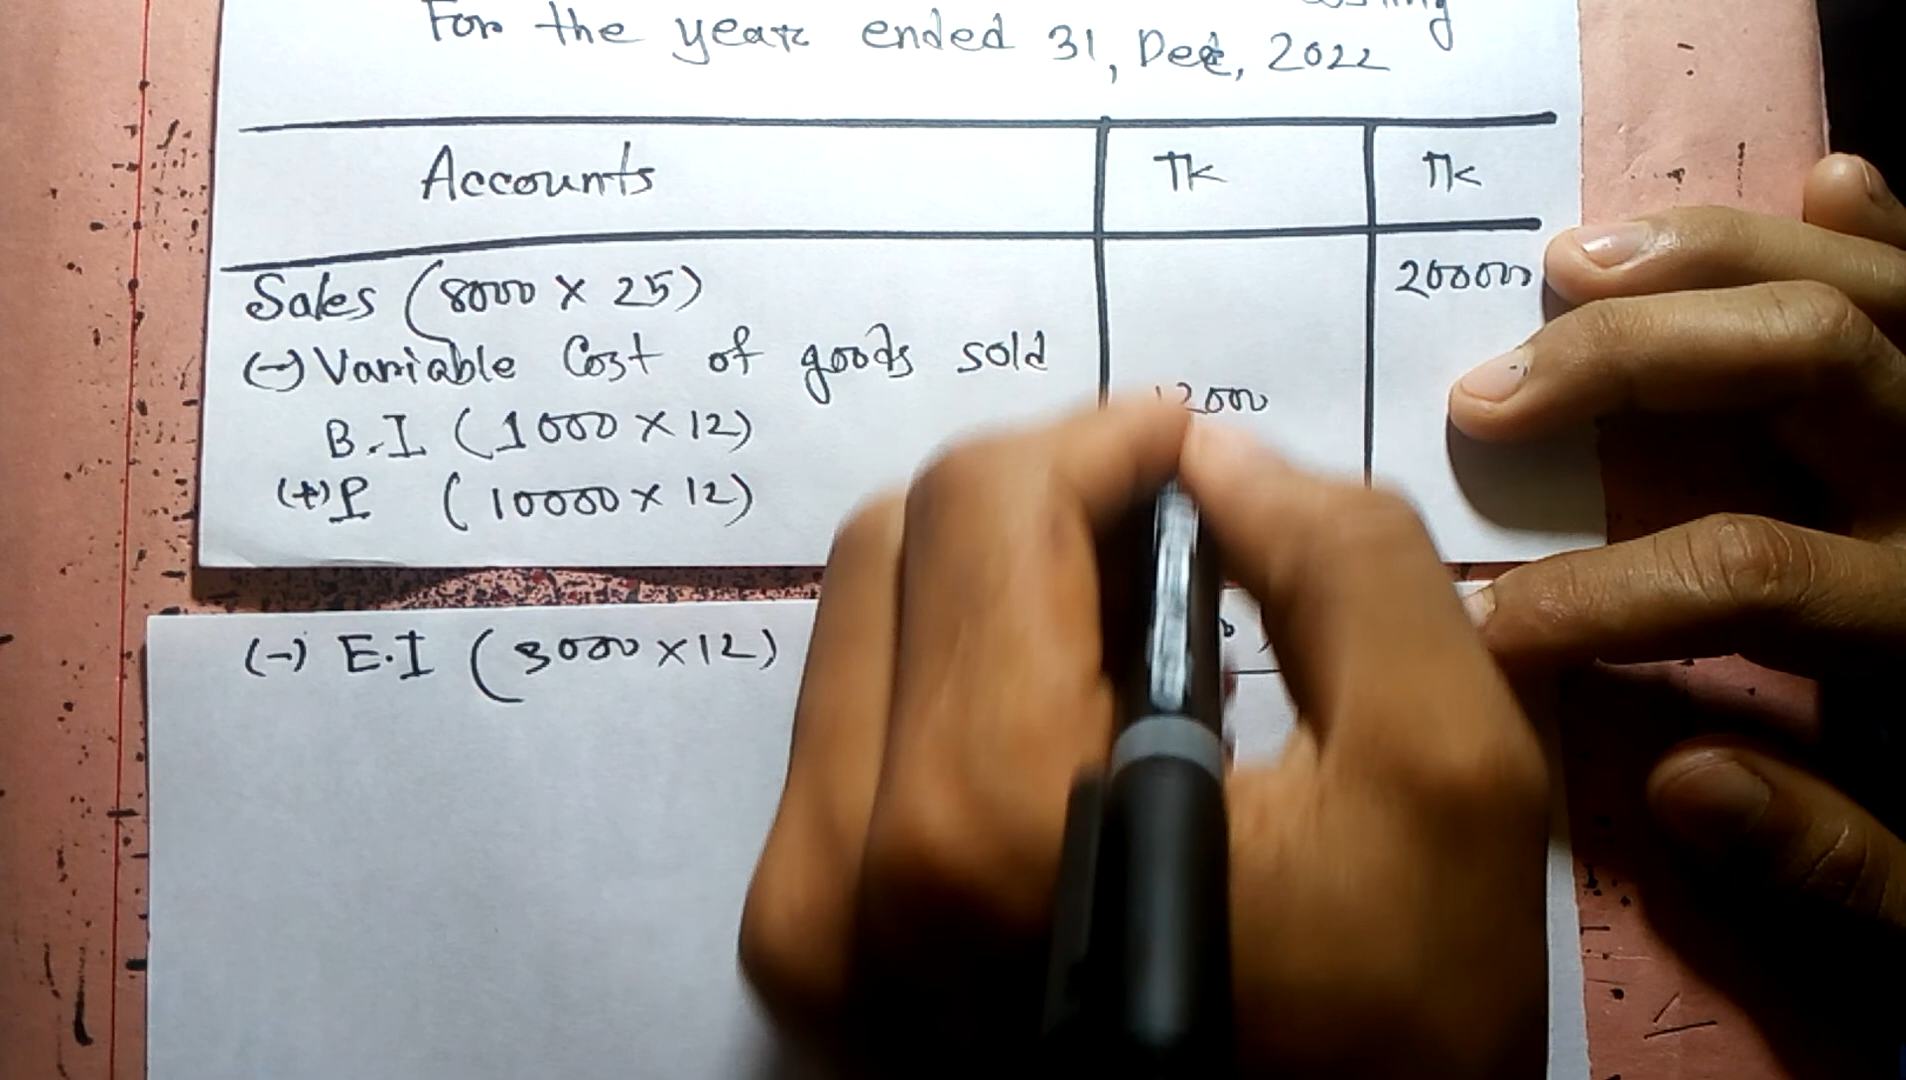 For the year ended 31, Dec, 2022
Accounts TK TK
Sales (8000 × 25) 200000
(-) Variable Cost of goods sold
B.I (1000 × 12) 12000
(+) P (10000 × 12)
(-) E.I (3000 × 12)